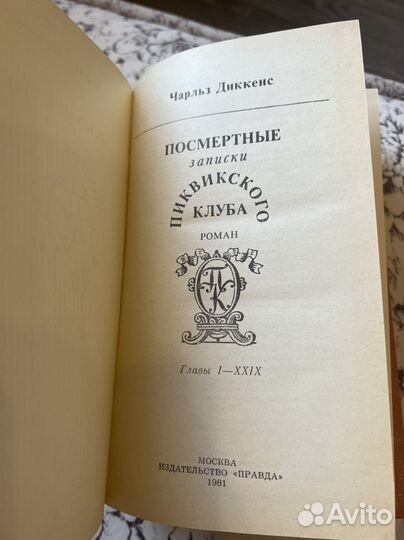 Чарльз Диккенс
ПОСМЕРТНЫЕ
записки
ПИКВИКСКОГО
КЛУБА
РОМАН
ПК
Главы I—XXIX
МОСКВА
ИЗДАТЕЛЬСТВО «ПРАВДА»
1981
Avito